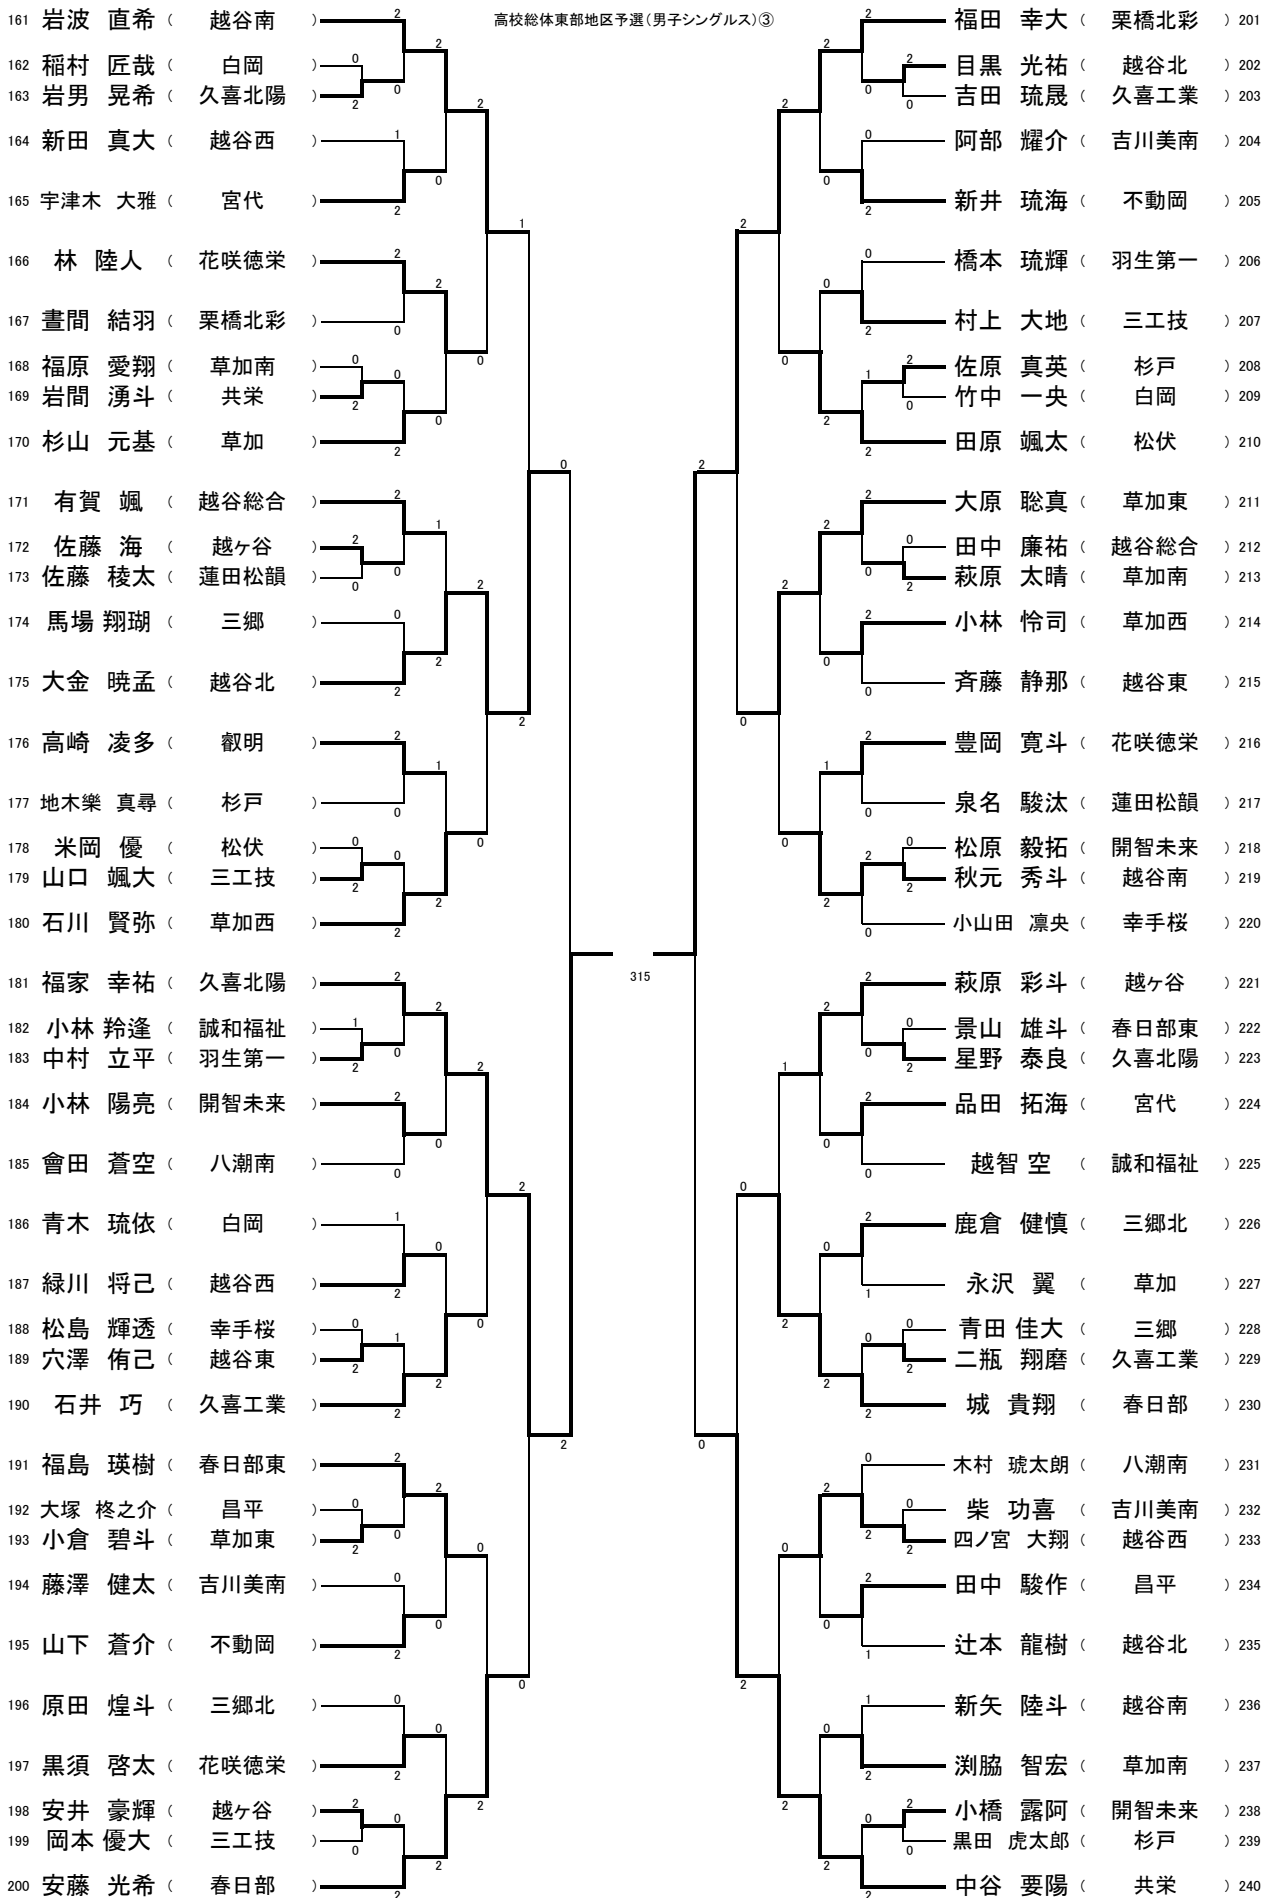 高校総体東部地区予選(男子シングルス)③
161 岩波 直希 ( 越谷南 )
162 稲村 匠哉 ( 白岡 )
163 岩男 晃希 ( 久喜北陽 )
164 新田 真大 ( 越谷西 )
165 宇津木 大雅 ( 宮代 )
166 林 陸人 ( 花咲徳栄 )
167 晝間 結羽 ( 栗橋北彩 )
168 福原 愛翔 ( 草加南 )
169 岩間 湧斗 ( 共栄 )
170 杉山 元基 ( 草加 )
171 有賀 颯 ( 越谷総合 )
172 佐藤 海 ( 越ヶ谷 )
173 佐藤 稜太 ( 蓮田松韻 )
174 馬場 翔瑚 ( 三郷 )
175 大金 暁孟 ( 越谷北 )
176 高崎 凌多 ( 叡明 )
177 地木樂 真尋 ( 杉戸 )
178 米岡 優 ( 松伏 )
179 山口 颯大 ( 三工技 )
180 石川 賢弥 ( 草加西 )
181 福家 幸祐 ( 久喜北陽 )
182 小林 羚逢 ( 誠和福祉 )
183 中村 立平 ( 羽生第一 )
184 小林 陽亮 ( 開智未来 )
185 會田 蒼空 ( 八潮南 )
186 青木 琉依 ( 白岡 )
187 緑川 将己 ( 越谷西 )
188 松島 輝透 ( 幸手桜 )
189 穴澤 侑己 ( 越谷東 )
190 石井 巧 ( 久喜工業 )
191 福島 瑛樹 ( 春日部東 )
192 大塚 柊之介 ( 昌平 )
193 小倉 碧斗 ( 草加東 )
194 藤澤 健太 ( 吉川美南 )
195 山下 蒼介 ( 不動岡 )
196 原田 煌斗 ( 三郷北 )
197 黒須 啓太 ( 花咲徳栄 )
198 安井 豪輝 ( 越ヶ谷 )
199 岡本 優大 ( 三工技 )
200 安藤 光希 ( 春日部 )
315
福田 幸大 ( 栗橋北彩 ) 201
目黒 光祐 ( 越谷北 ) 202
吉田 琉晟 ( 久喜工業 ) 203
阿部 耀介 ( 吉川美南 ) 204
新井 琉海 ( 不動岡 ) 205
橋本 琉輝 ( 羽生第一 ) 206
村上 大地 ( 三工技 ) 207
佐原 真英 ( 杉戸 ) 208
竹中 一央 ( 白岡 ) 209
田原 颯太 ( 松伏 ) 210
大原 聡真 ( 草加東 ) 211
田中 廉祐 ( 越谷総合 ) 212
萩原 太晴 ( 草加南 ) 213
小林 怜司 ( 草加西 ) 214
斉藤 静那 ( 越谷東 ) 215
豊岡 寛斗 ( 花咲徳栄 ) 216
泉名 駿汰 ( 蓮田松韻 ) 217
松原 毅拓 ( 開智未来 ) 218
秋元 秀斗 ( 越谷南 ) 219
小山田 凛央 ( 幸手桜 ) 220
萩原 彩斗 ( 越ヶ谷 ) 221
景山 雄斗 ( 春日部東 ) 222
星野 泰良 ( 久喜北陽 ) 223
品田 拓海 ( 宮代 ) 224
越智 空 ( 誠和福祉 ) 225
鹿倉 健慎 ( 三郷北 ) 226
永沢 翼 ( 草加 ) 227
青田 佳大 ( 三郷 ) 228
二瓶 翔磨 ( 久喜工業 ) 229
城 貴翔 ( 春日部 ) 230
木村 琥太朗 ( 八潮南 ) 231
柴 功喜 ( 吉川美南 ) 232
四ノ宮 大翔 ( 越谷西 ) 233
田中 駿作 ( 昌平 ) 234
辻本 龍樹 ( 越谷北 ) 235
新矢 陸斗 ( 越谷南 ) 236
渕脇 智宏 ( 草加南 ) 237
小橋 露阿 ( 開智未来 ) 238
黒田 虎太郎 ( 杉戸 ) 239
中谷 要陽 ( 共栄 ) 240